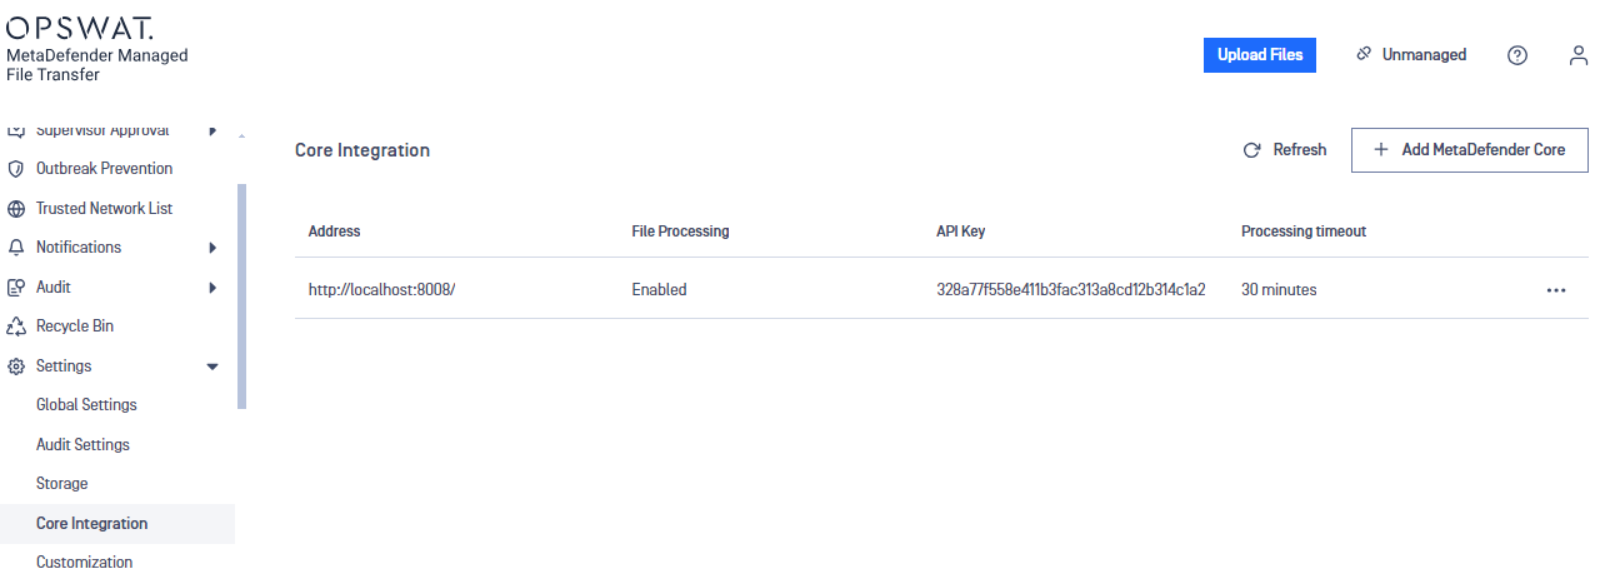 OPSWAT.
MetaDefender Managed
File Transfer
Upload Files
Unmanaged
Supervisor Approval
Outbreak Prevention
Trusted Network List
Notifications
Audit
Recycle Bin
Settings
Global Settings
Audit Settings
Storage
Core Integration
Customization
Core Integration
Refresh
+ Add MetaDefender Core
Address File Processing API Key Processing timeout
http://localhost:8008/ Enabled 328a77f558e411b3fac313a8cd12b314c1a2 30 minutes